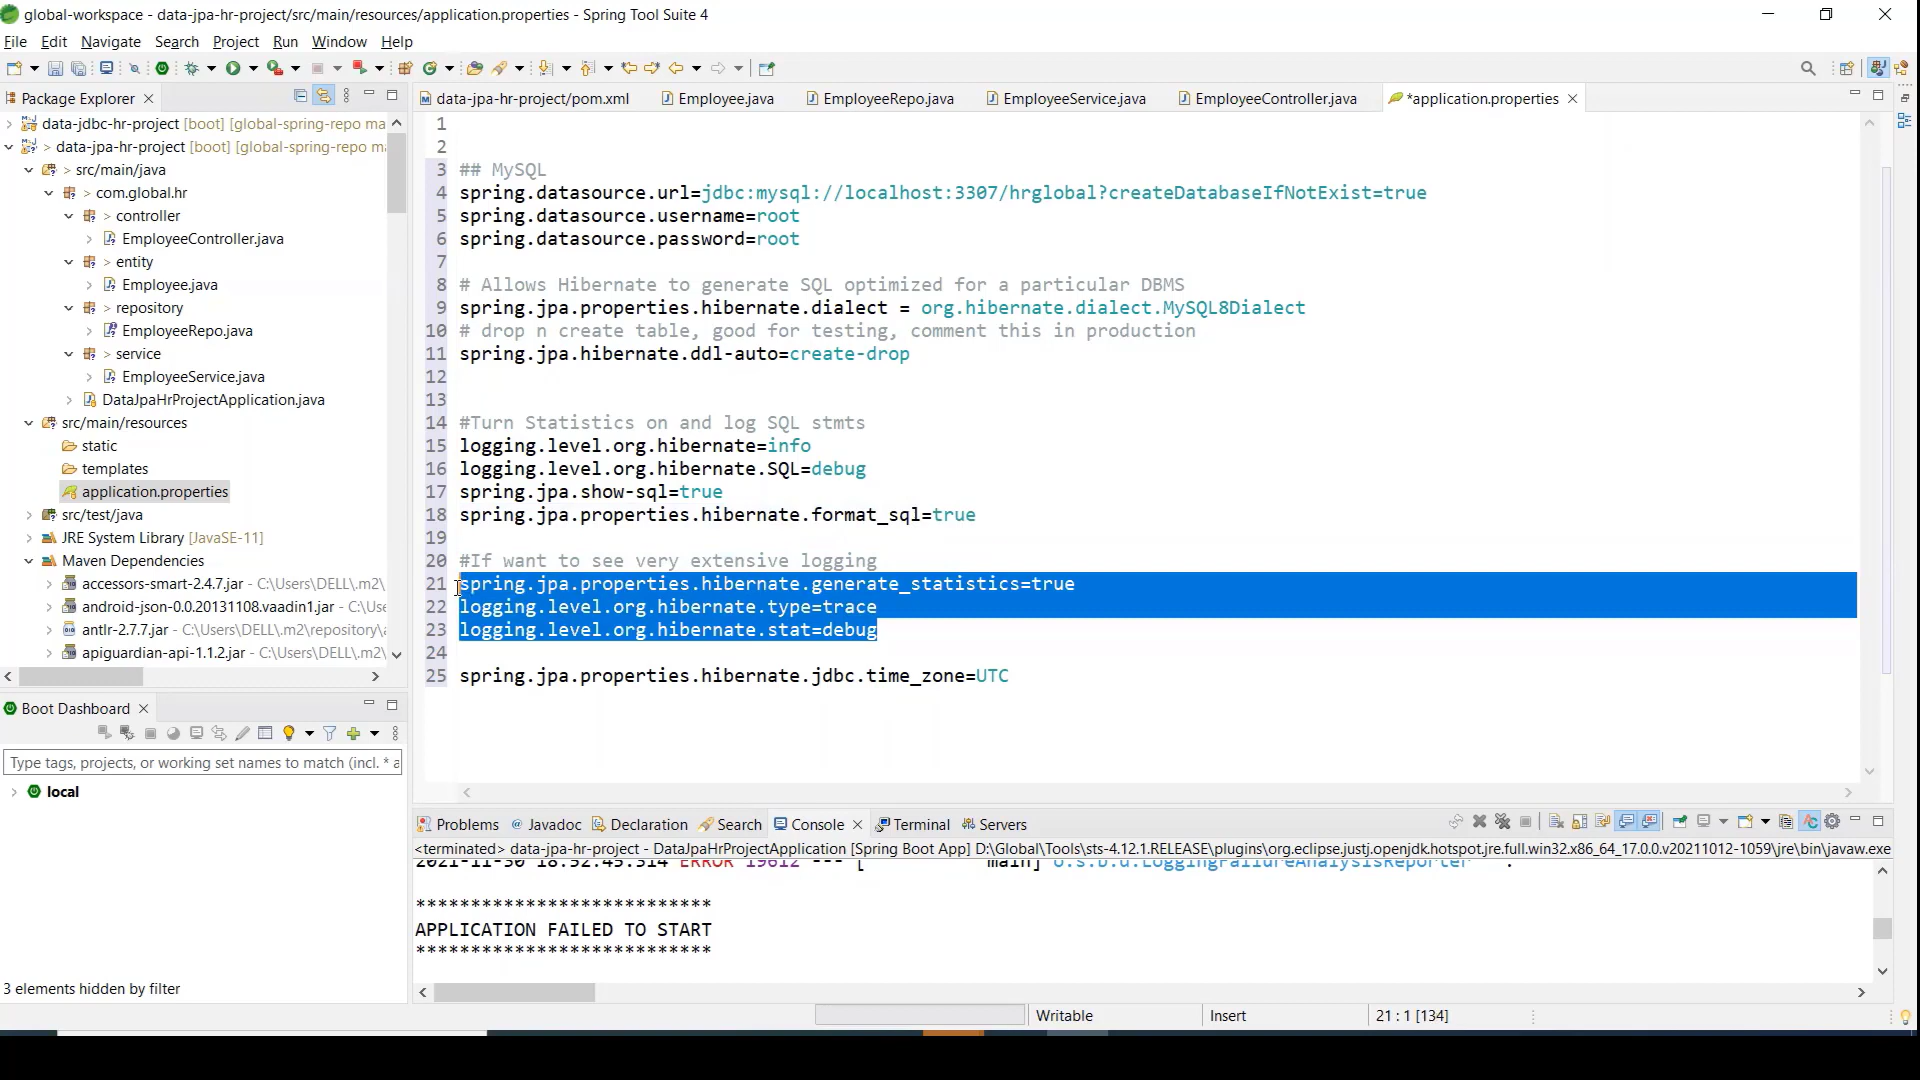 global-workspace - data-jpa-hr-project/src/main/resources/application.properties - Spring Tool Suite 4
File Edit Navigate Search Project Run Window Help
Package Explorer
data-jdbc-hr-project [boot] [global-spring-repo ma
> data-jpa-hr-project [boot] [global-spring-repo m
> src/main/java
> com.global.hr
> controller
EmployeeController.java
> entity
Employee.java
> repository
EmployeeRepo.java
> service
EmployeeService.java
DataJpaHrProjectApplication.java
src/main/resources
static
templates
application.properties
src/test/java
JRE System Library [JavaSE-11]
Maven Dependencies
accessors-smart-2.4.7.jar - C:\Users\DELL\.m2\
android-json-0.0.20131108.vaadin1.jar - C:\Use
antlr-2.7.7.jar - C:\Users\DELL\.m2\repository\
apiguardian-api-1.1.2.jar - C:\Users\DELL\.m2\
Boot Dashboard
Type tags, projects, or working set names to match (incl. * a
local
3 elements hidden by filter
data-jpa-hr-project/pom.xml Employee.java EmployeeRepo.java EmployeeService.java EmployeeController.java *application.properties
1
2
3 ## MySQL
4 spring.datasource.url=jdbc:mysql://localhost:3307/hrglobal?createDatabaseIfNotExist=true
5 spring.datasource.username=root
6 spring.datasource.password=root
7
8 # Allows Hibernate to generate SQL optimized for a particular DBMS
9 spring.jpa.properties.hibernate.dialect = org.hibernate.dialect.MySQL8Dialect
10 # drop n create table, good for testing, comment this in production
11 spring.jpa.hibernate.ddl-auto=create-drop
12
13
14 #Turn Statistics on and log SQL stmts
15 logging.level.org.hibernate=info
16 logging.level.org.hibernate.SQL=debug
17 spring.jpa.show-sql=true
18 spring.jpa.properties.hibernate.format_sql=true
19
20 #If want to see very extensive logging
21 spring.jpa.properties.hibernate.generate_statistics=true
22 logging.level.org.hibernate.type=trace
23 logging.level.org.hibernate.stat=debug
24
25 spring.jpa.properties.hibernate.jdbc.time_zone=UTC
Problems Javadoc Declaration Search Console Terminal Servers
<terminated> data-jpa-hr-project - DataJpaHrProjectApplication [Spring Boot App] D:\Global\Tools\sts-4.12.1.RELEASE\plugins\org.eclipse.justj.openjdk.hotspot.jre.full.win32.x86_64_17.0.0.v20211012-1059\jre\bin\javaw.exe
2021-11-30 18:52:45.314 ERROR 19612 --- [ main] o.s.b.d.LoggingFailureAnalysisReporter :
***************************
APPLICATION FAILED TO START
***************************
Writable Insert 21 : 1 [134]